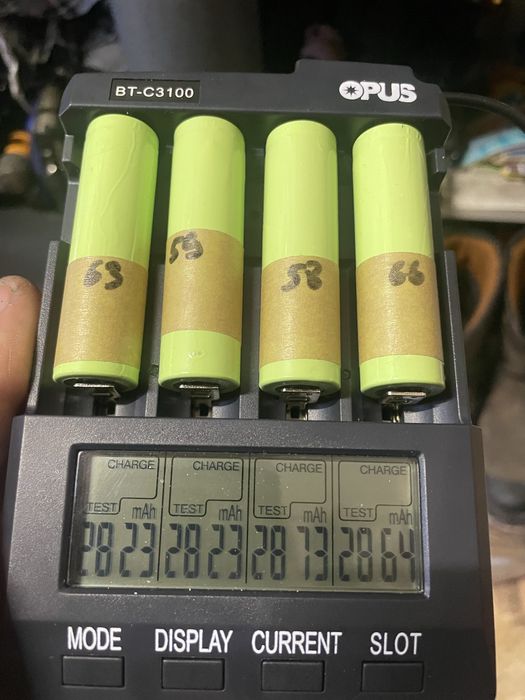 BT-C3100
OPUS
63
59
58
66
CHARGE CHARGE CHARGE CHARGE
TEST mAh TEST mAh TEST mAh TEST mAh
2823 2823 2873 2864
MODE DISPLAY CURRENT SLOT